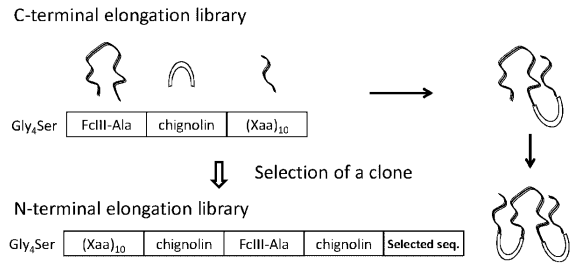 C-terminal elongation library
Gly4Ser FcIII-Ala chignolin (Xaa)10
Selection of a clone
N-terminal elongation library
Gly4Ser (Xaa)10 chignolin FcIII-Ala chignolin Selected seq.